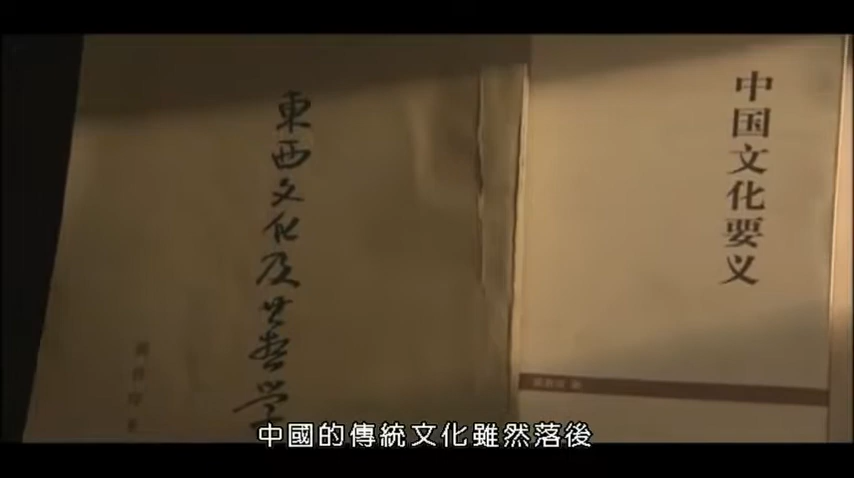 東西文化及其哲学
中国文化要义
中國的傳統文化雖然落後